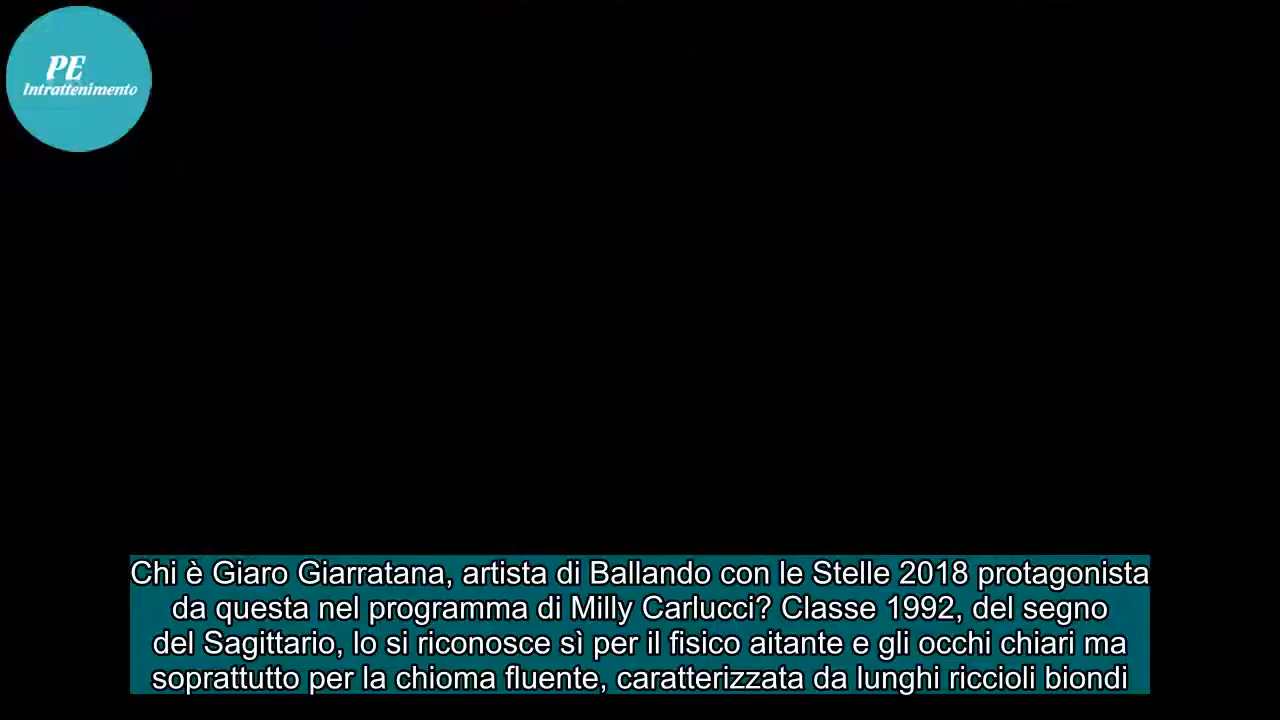 PE
Intrattenimento
Chi è Giaro Giarratana, artista di Ballando con le Stelle 2018 protagonista
da questa nel programma di Milly Carlucci? Classe 1992, del segno
del Sagittario, lo si riconosce sì per il fisico aitante e gli occhi chiari ma
soprattutto per la chioma fluente, caratterizzata da lunghi riccioli biondi